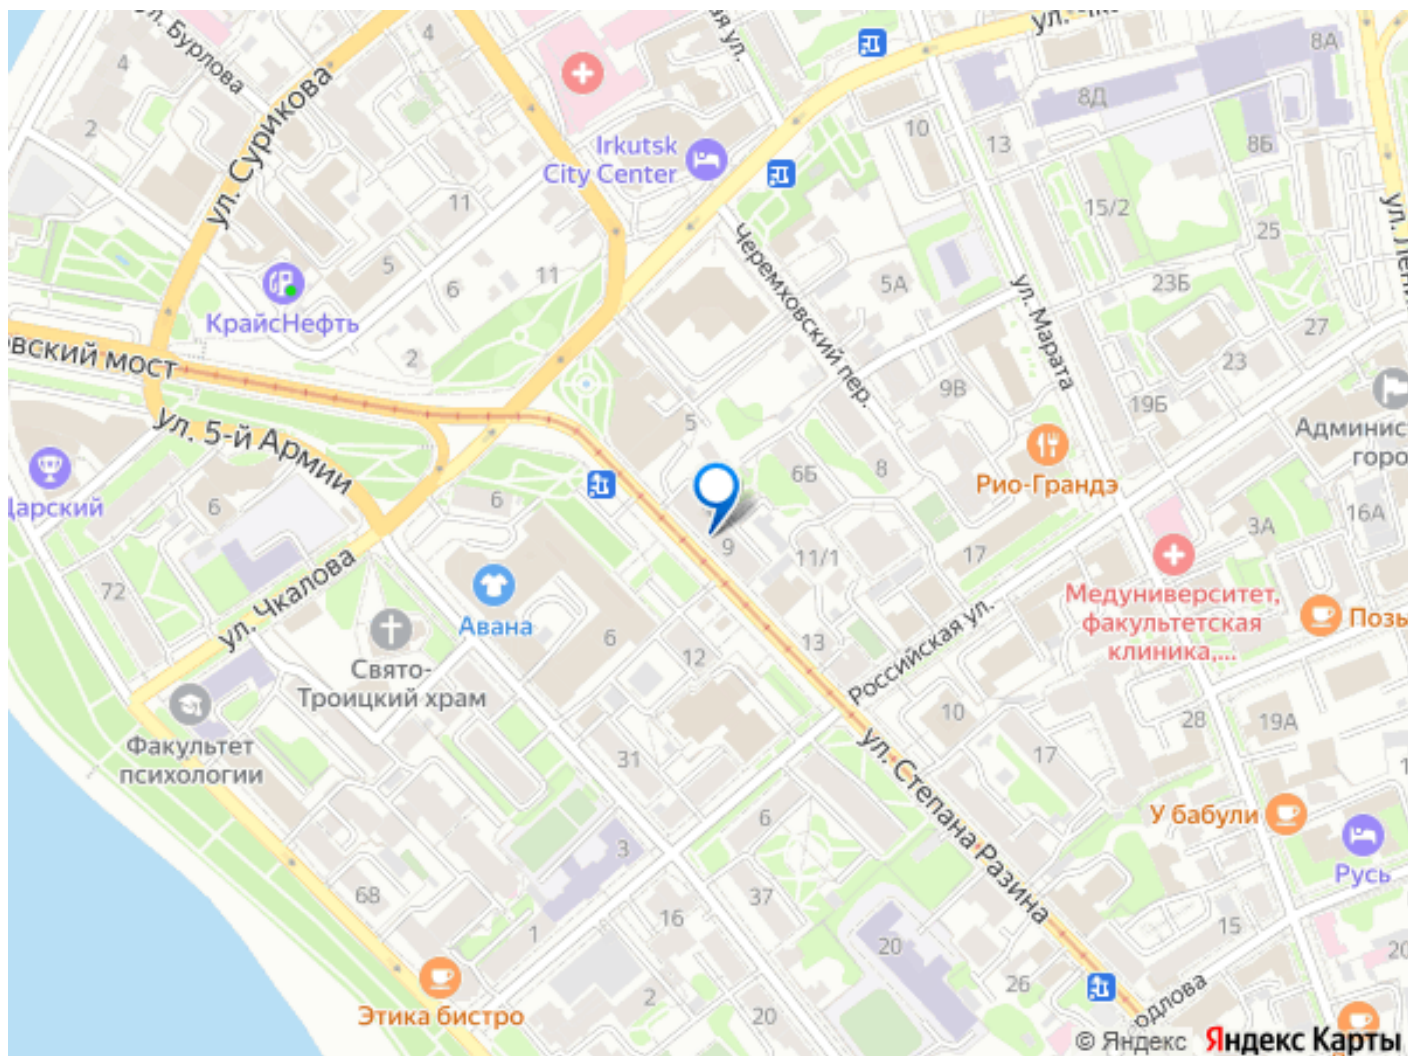 ул. Бурлова
4
4
2
ул. Сурикова
Irkutsk
City Center
11
5
6
11
КрайсНефть
2
вский мост
ул. 5-й Армии
Царский
6
72
ул. Чкалова
6
Авана
Свято-
Троицкий храм
Факультет
психологии
6
12
31
3
68
1
16
2
20
37
6
Этика бистро
8А
8Д
8Б
10
13
15/2
25
23Б
27
23
5А
9В
19Б
ул. Марата
Черемховский пер.
5
6Б
8
9
11/1
13
17
Рио-Грандэ
Админис
горо
16А
3А
Медуниверситет,
факультетская
клиника,...
Позы
Российская ул.
10
17
28
19А
1
ул. Степана Разина
У бабули
Русь
15
20
26
20
одлова
© Яндекс
Яндекс Карты